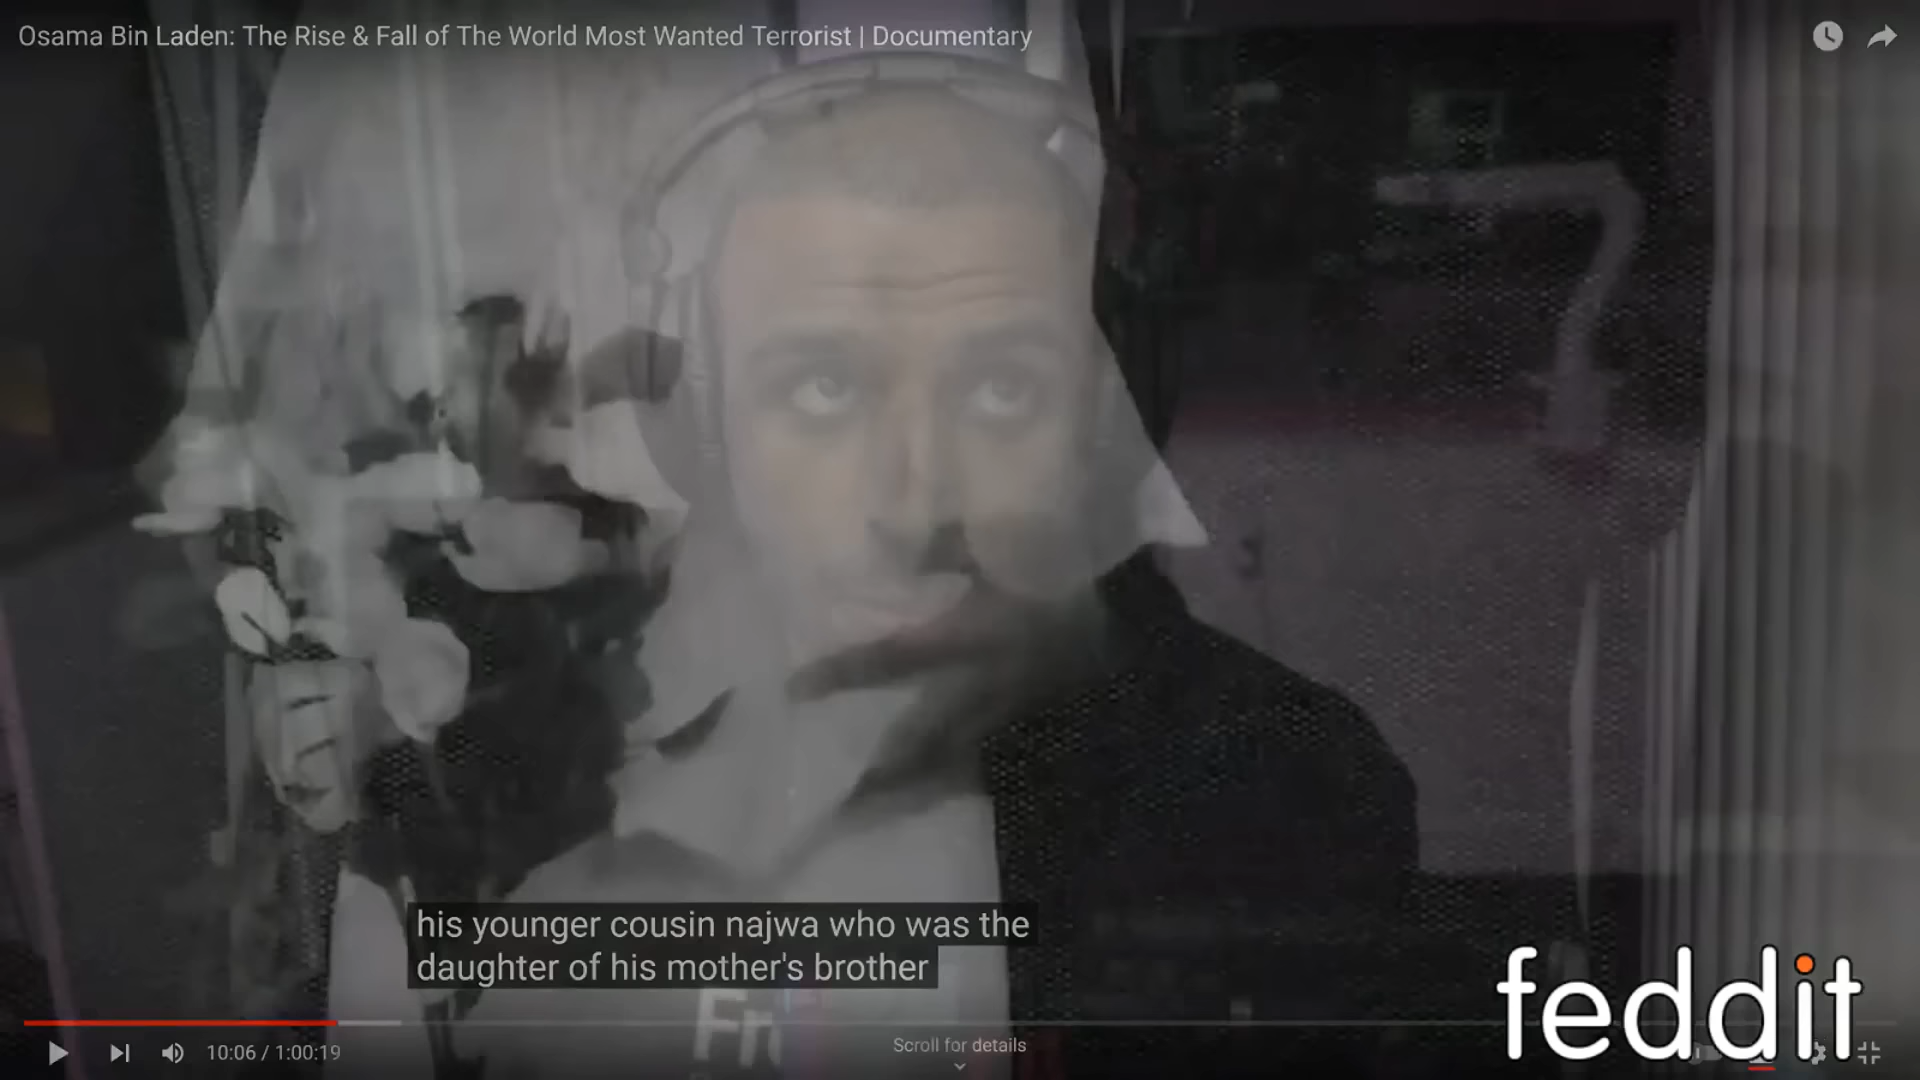 Osama Bin Laden: The Rise & Fall of The World Most Wanted Terrorist | Documentary
his younger cousin najwa who was the
daughter of his mother's brother
10:06 / 1:00:19
Scroll for details
feddit